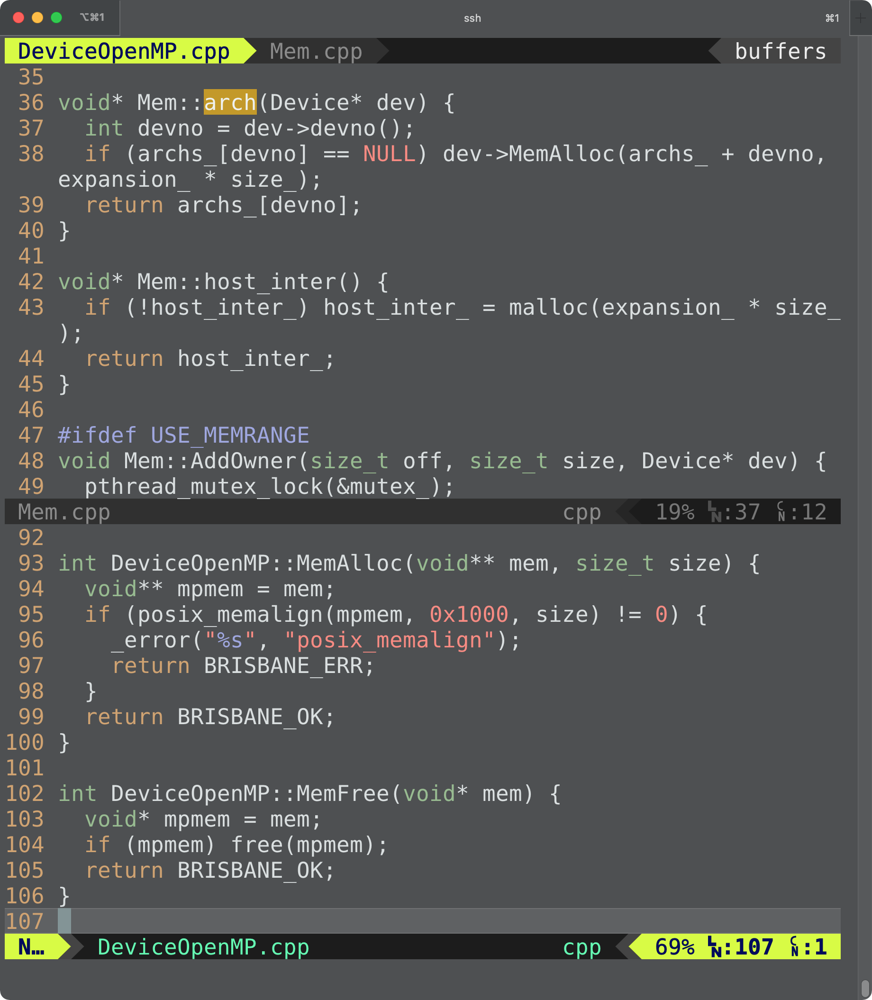 ⌥⌘1 ssh ⌘1 +
DeviceOpenMP.cpp Mem.cpp buffers
35
36 void* Mem::arch(Device* dev) {
37   int devno = dev->devno();
38   if (archs_[devno] == NULL) dev->MemAlloc(archs_ + devno,
expansion_ * size_);
39   return archs_[devno];
40 }
41
42 void* Mem::host_inter() {
43   if (!host_inter_) host_inter_ = malloc(expansion_ * size_
);
44   return host_inter_;
45 }
46
47 #ifdef USE_MEMRANGE
48 void Mem::AddOwner(size_t off, size_t size, Device* dev) {
49   pthread_mutex_lock(&mutex_);
Mem.cpp cpp 19% LN:37 CN:12
92
93 int DeviceOpenMP::MemAlloc(void** mem, size_t size) {
94   void** mpmem = mem;
95   if (posix_memalign(mpmem, 0x1000, size) != 0) {
96     _error("%s", "posix_memalign");
97     return BRISBANE_ERR;
98   }
99   return BRISBANE_OK;
100 }
101
102 int DeviceOpenMP::MemFree(void* mem) {
103   void* mpmem = mem;
104   if (mpmem) free(mpmem);
105   return BRISBANE_OK;
106 }
107
N… DeviceOpenMP.cpp cpp 69% LN:107 CN:1